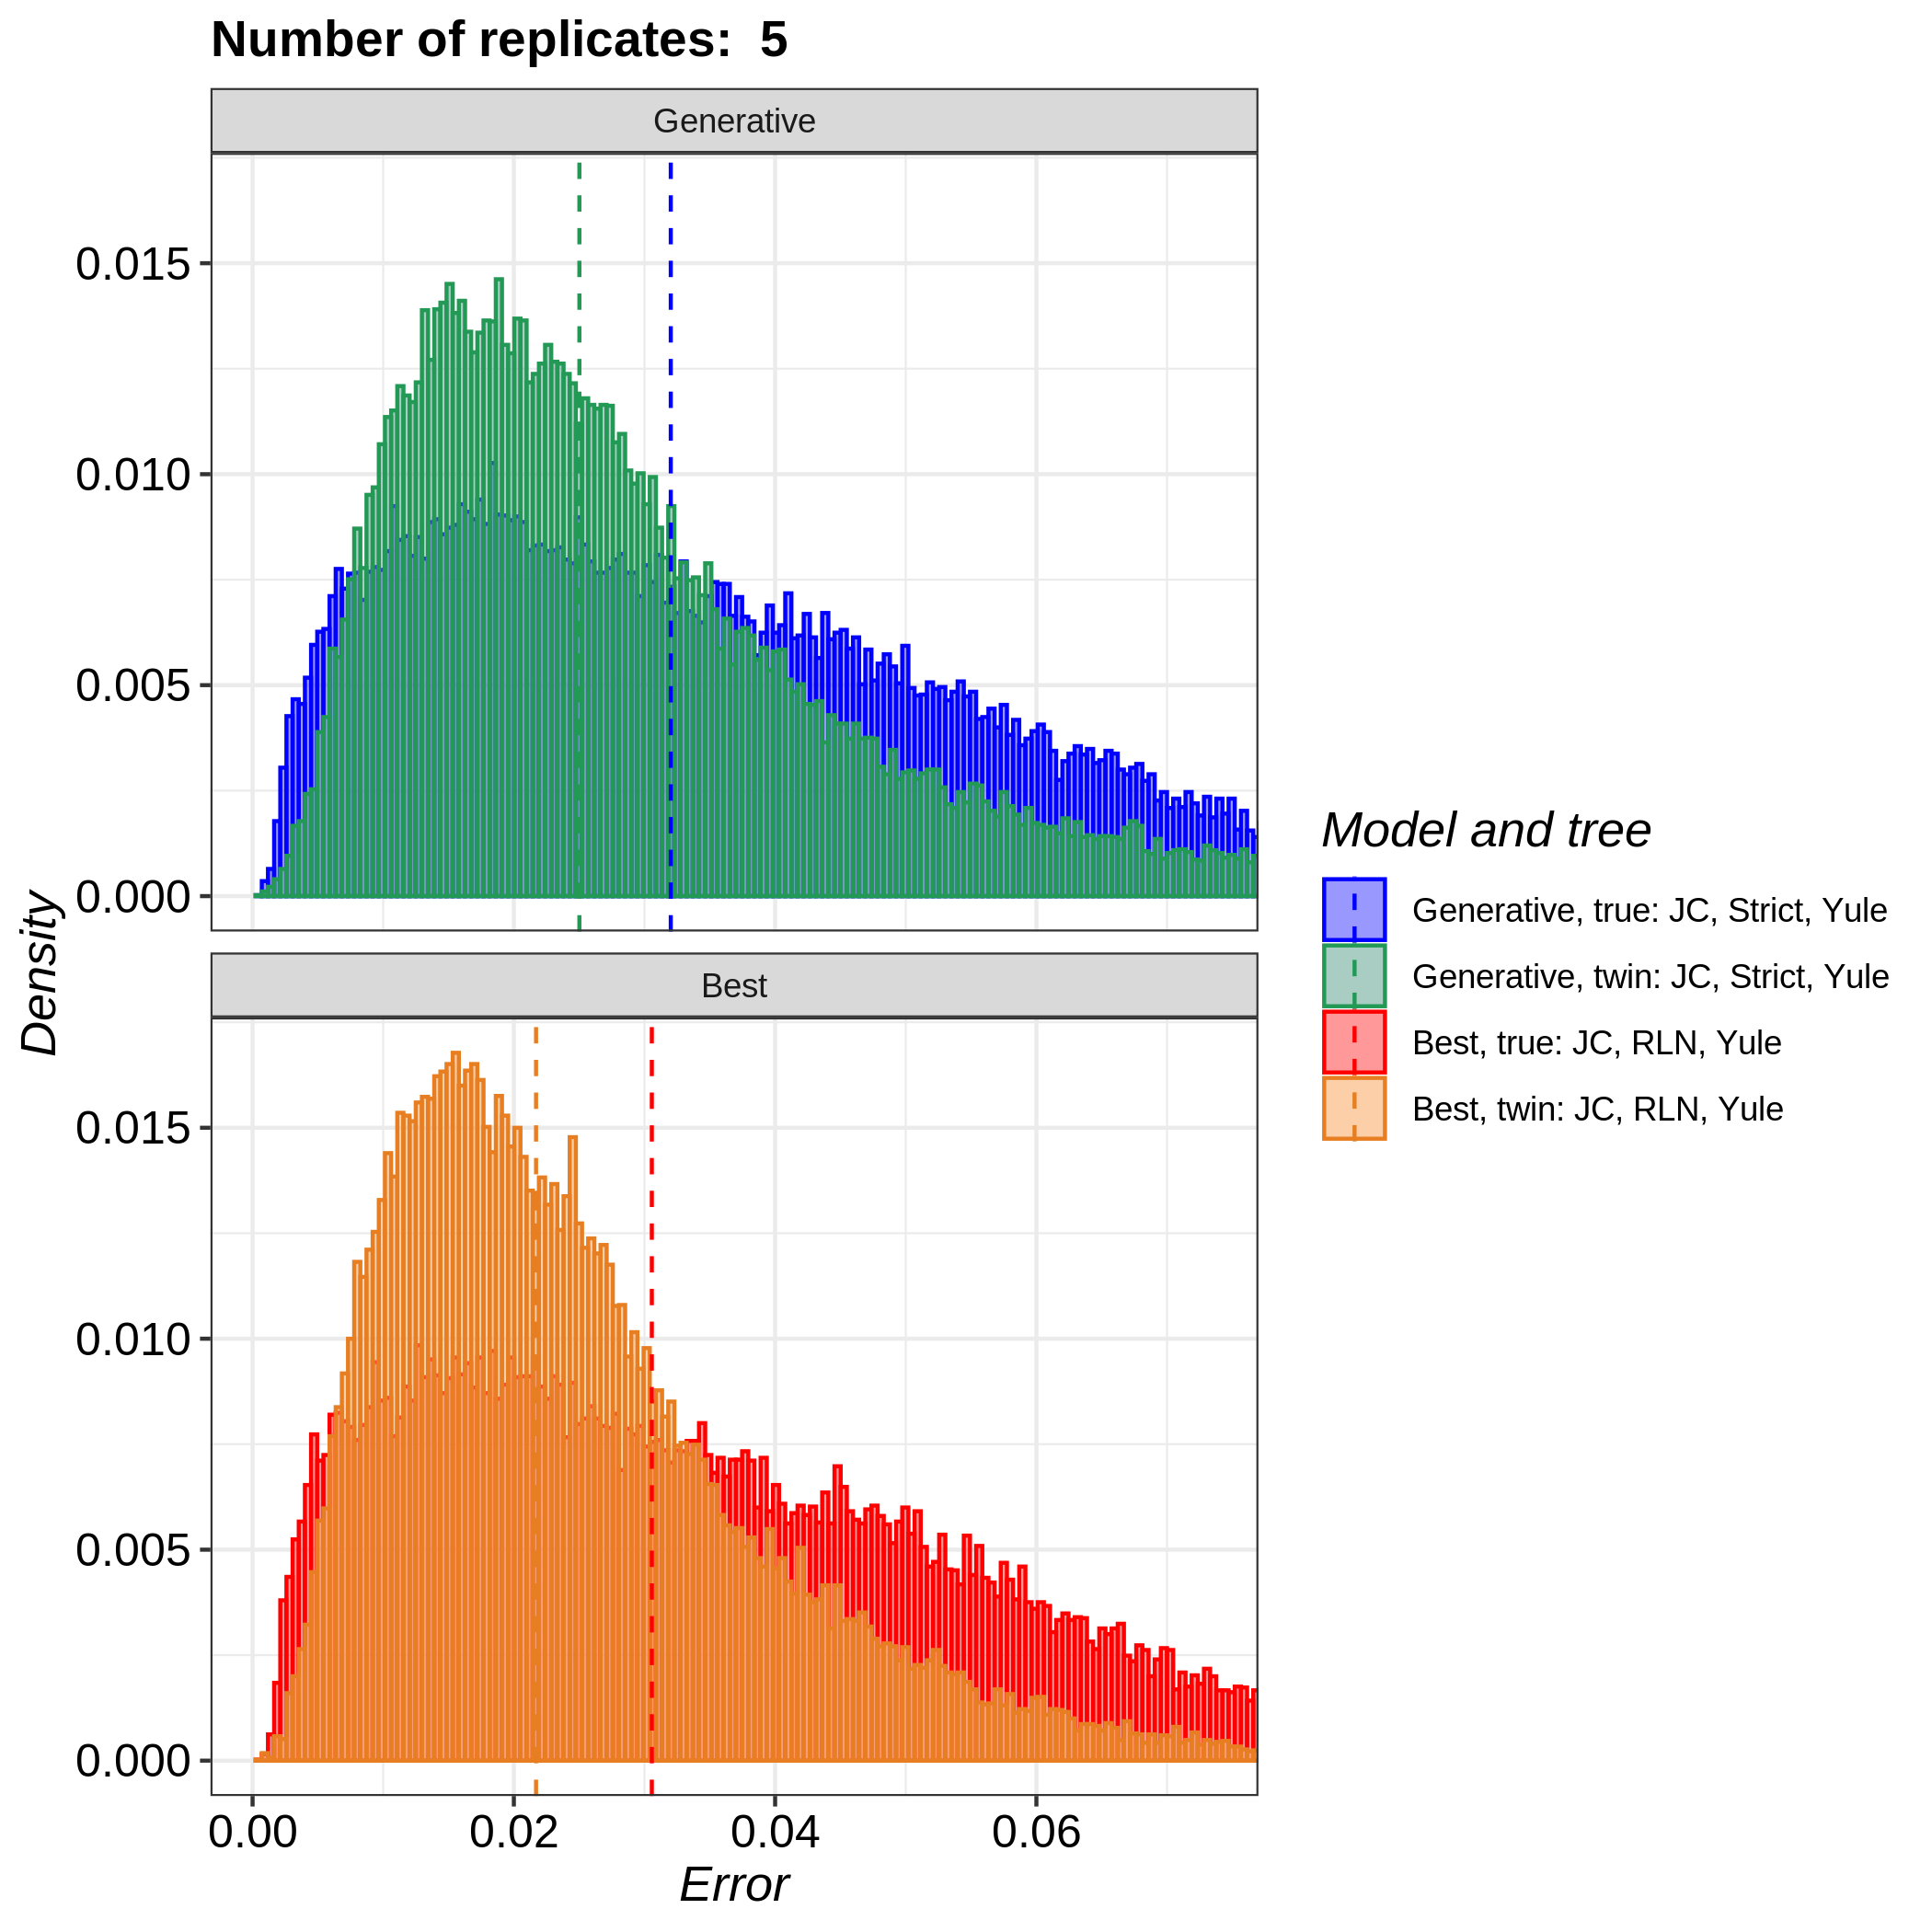 Number of replicates: 5
Generative
0.015
0.010
0.005
0.000
Density
Best
0.015
0.010
0.005
0.000
0.00 0.02 0.04 0.06
Error
Model and tree
Generative, true: JC, Strict, Yule
Generative, twin: JC, Strict, Yule
Best, true: JC, RLN, Yule
Best, twin: JC, RLN, Yule